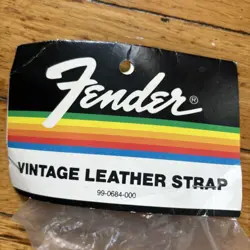 Fender®
VINTAGE LEATHER STRAP
99-0684-000